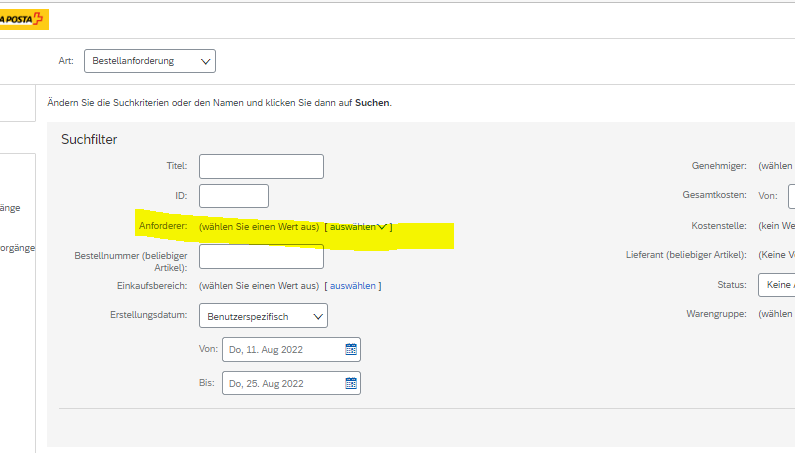 A POSTA
Art: Bestellanforderung
Ändern Sie die Suchkriterien oder den Namen und klicken Sie dann auf Suchen.
Suchfilter
Titel:
Genehmiger: (wählen
ID:
Gesamtkosten: Von:
änge
Anforderer: (wählen Sie einen Wert aus) [ auswählen ]
Kostenstelle: (kein We
orgänge
Bestellnummer (beliebiger
Artikel):
Lieferant (beliebiger Artikel): (Keine V
Einkaufsbereich: (wählen Sie einen Wert aus) [ auswählen ]
Status: Keine A
Erstellungsdatum: Benutzerspezifisch
Warengruppe: (wählen
Von: Do, 11. Aug 2022
Bis: Do, 25. Aug 2022